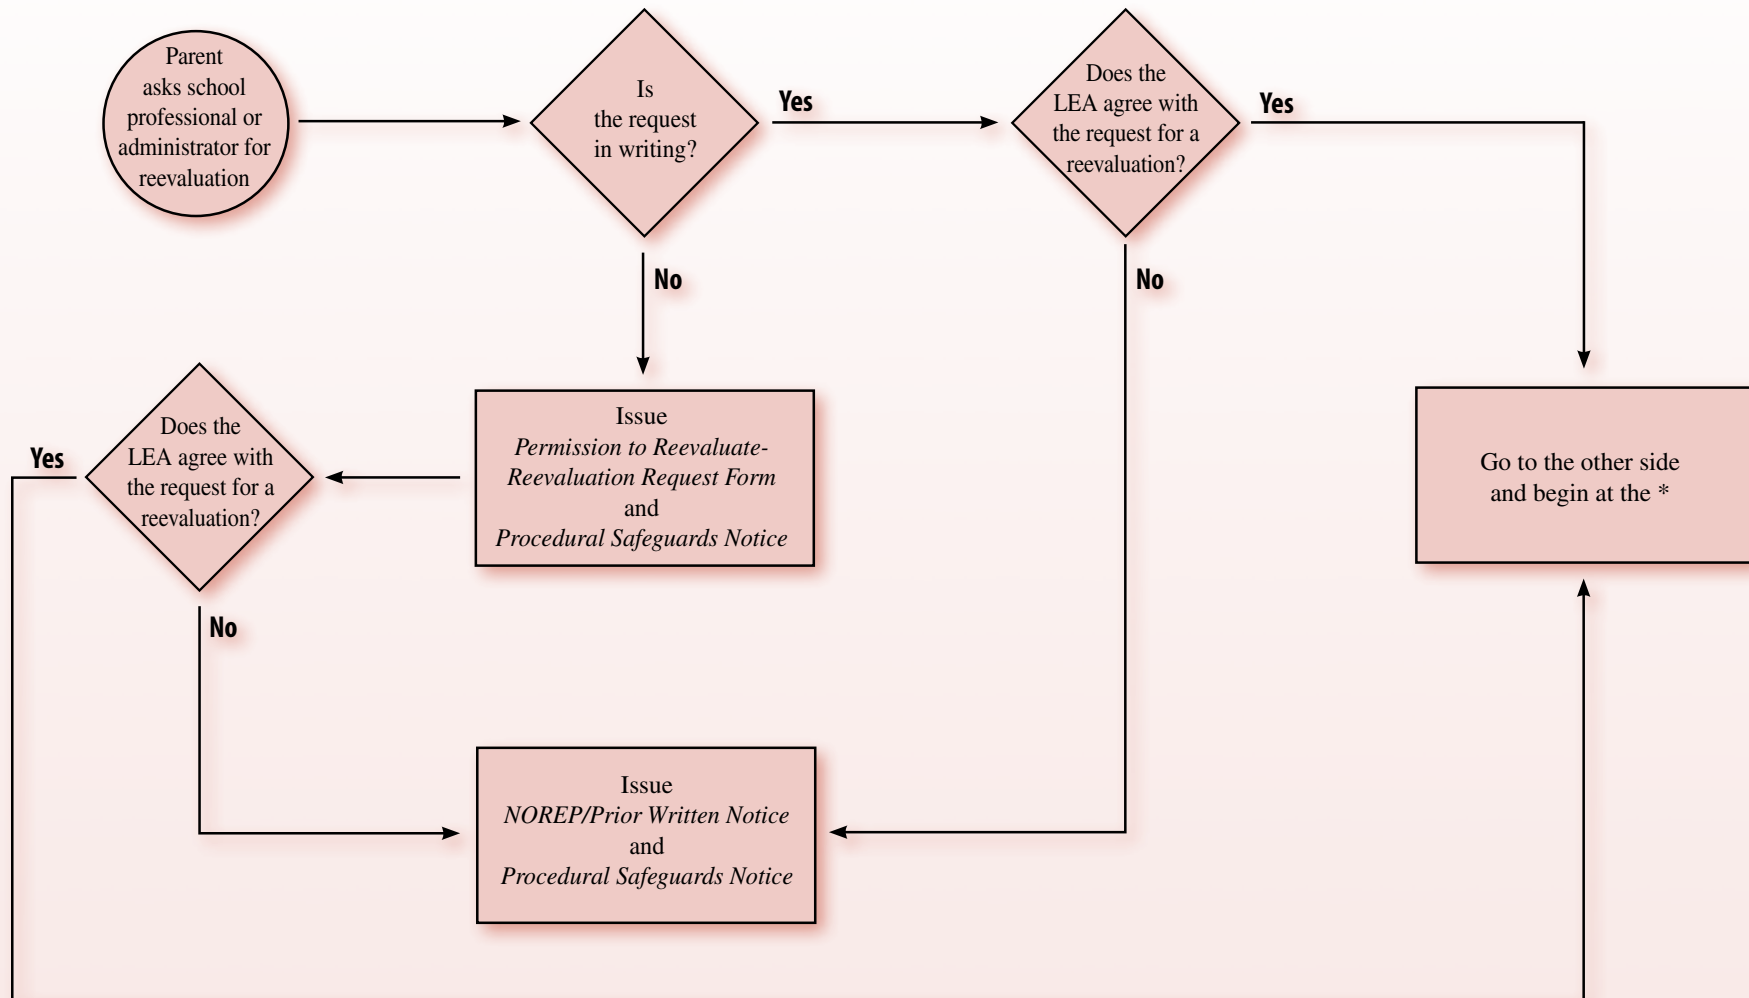 Parent
asks school
professional or
administrator for
reevaluation
Is
the request
in writing?
Yes
Does the
LEA agree with
the request for a
reevaluation?
Yes
No
No
Does the
LEA agree with
the request for a
reevaluation?
Yes
Issue
Permission to Reevaluate-
Reevaluation Request Form
and
Procedural Safeguards Notice
Go to the other side
and begin at the *
No
Issue
NOREP/Prior Written Notice
and
Procedural Safeguards Notice